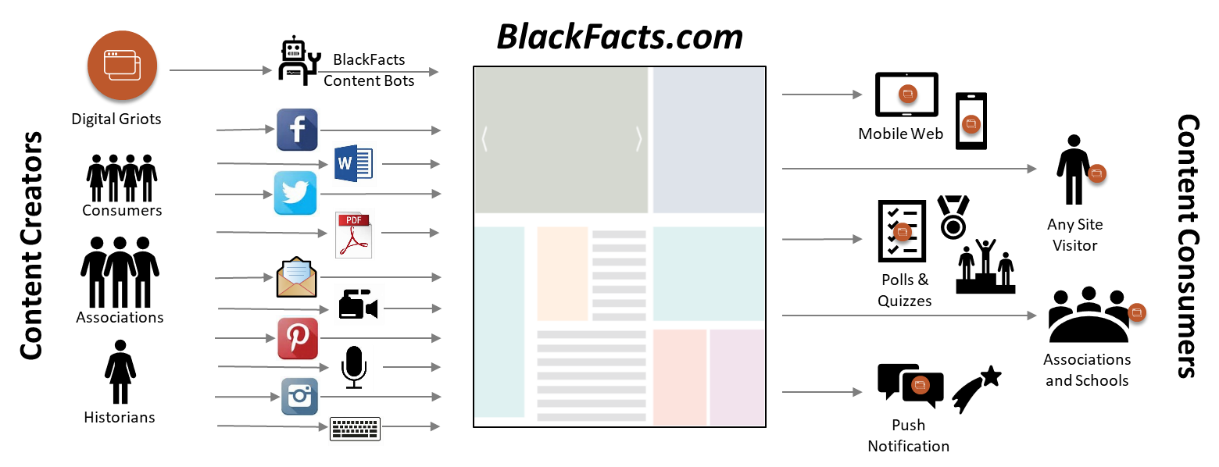 BlackFacts.com
Content Creators
Digital Griots
Consumers
Associations
Historians
BlackFacts
Content Bots
f
W
PDF
Mobile Web
Polls &
Quizzes
Push
Notification
Any Site
Visitor
Associations
and Schools
Content Consumers